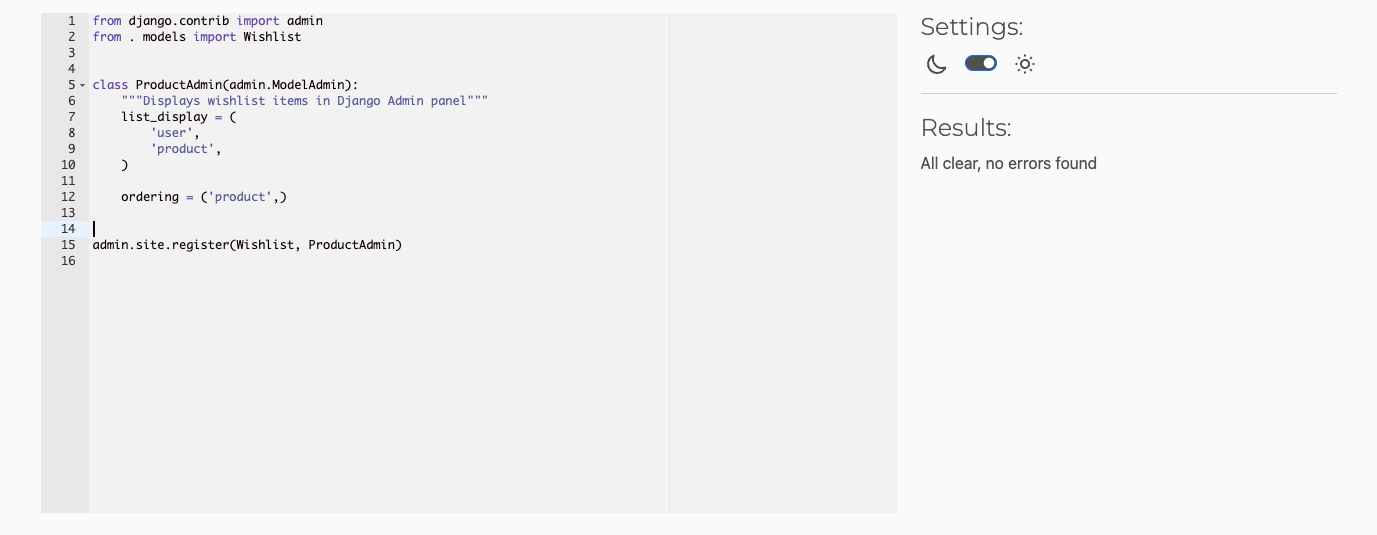 1 from django.contrib import admin
2 from . models import Wishlist
3
4
5 class ProductAdmin(admin.ModelAdmin):
6     """Displays wishlist items in Django Admin panel"""
7     list_display = (
8         'user',
9         'product',
10     )
11
12     ordering = ('product',)
13
14
15 admin.site.register(Wishlist, ProductAdmin)
16
Settings:
Results:
All clear, no errors found